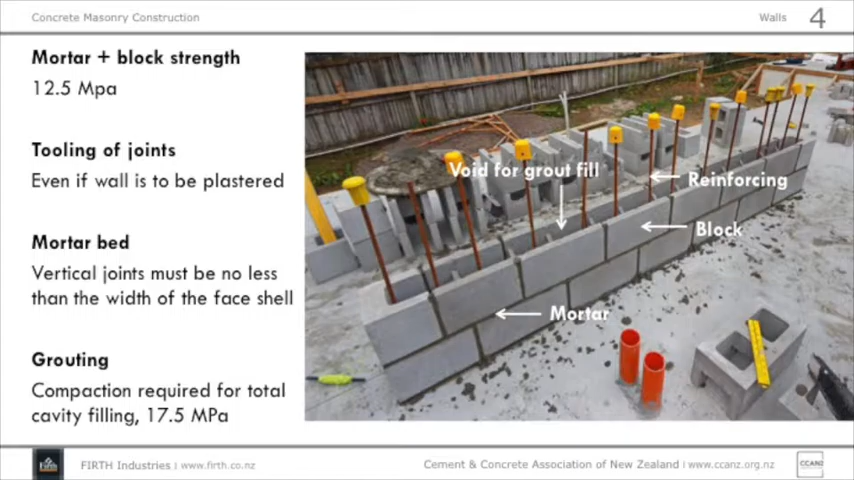 Concrete Masonry Construction
Walls 4
Mortar + block strength
12.5 Mpa
Tooling of joints
Even if wall is to be plastered
Mortar bed
Vertical joints must be no less
than the width of the face shell
Grouting
Compaction required for total
cavity filling, 17.5 MPa
Void for grout fill
Reinforcing
Block
Mortar
Firth
FIRTH Industries | www.firth.co.nz
Cement & Concrete Association of New Zealand | www.ccanz.org.nz
CCANZ